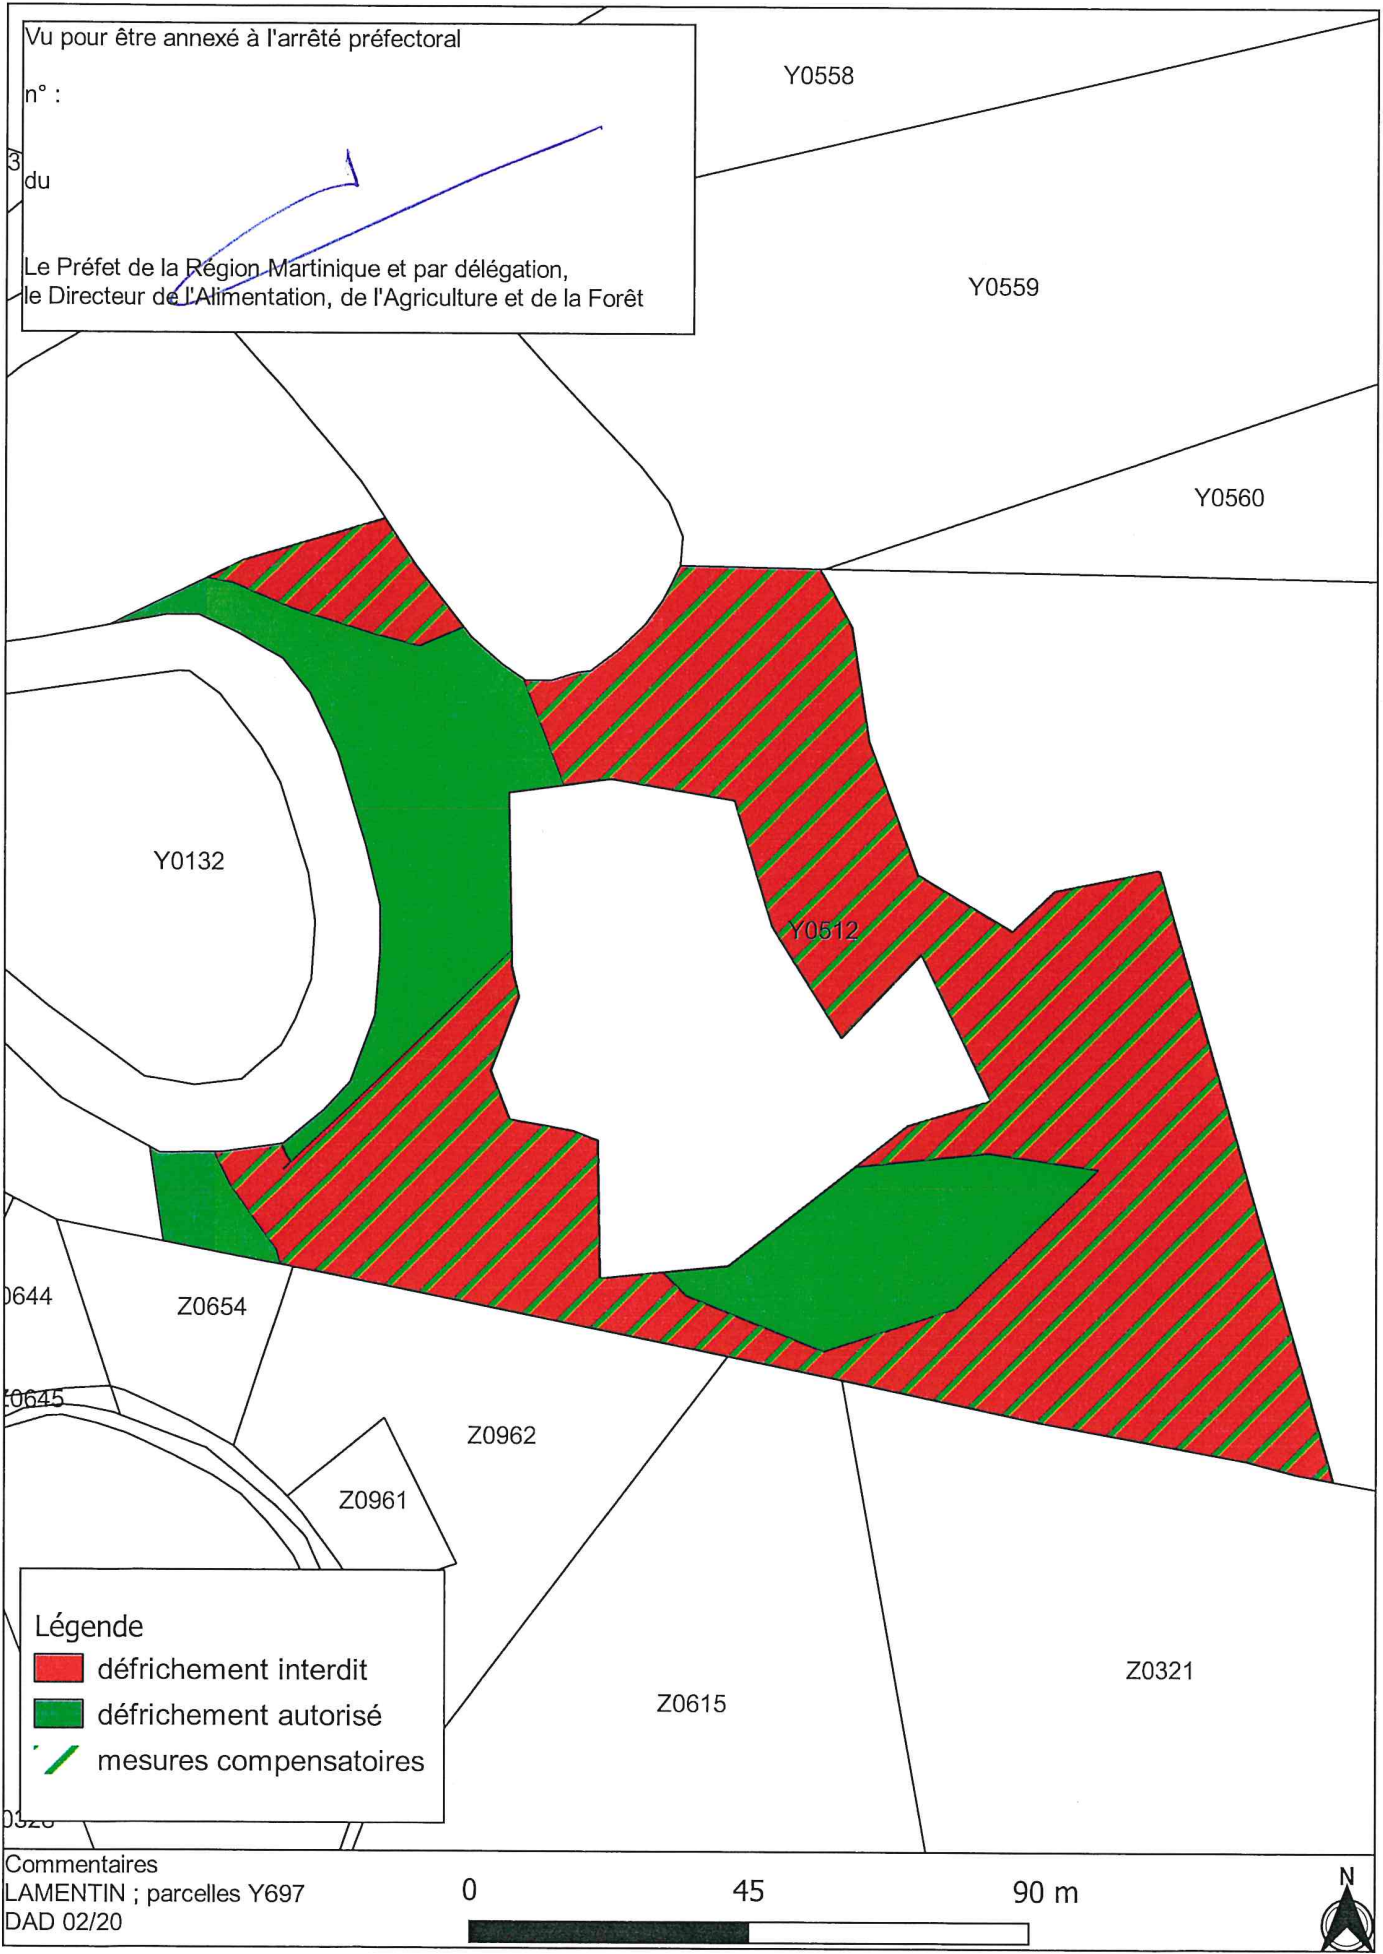 Vu pour être annexé à l'arrêté préfectoral
n° :
du
Le Préfet de la Région Martinique et par délégation,
le Directeur de l'Alimentation, de l'Agriculture et de la Forêt
3
Y0558
Y0559
Y0560
Y0132
Y0512
0644
Z0654
Z0645
Z0962
Z0961
Z0615
Z0321
Légende
défrichement interdit
défrichement autorisé
mesures compensatoires
Commentaires
LAMENTIN ; parcelles Y697
DAD 02/20
0 45 90 m
N